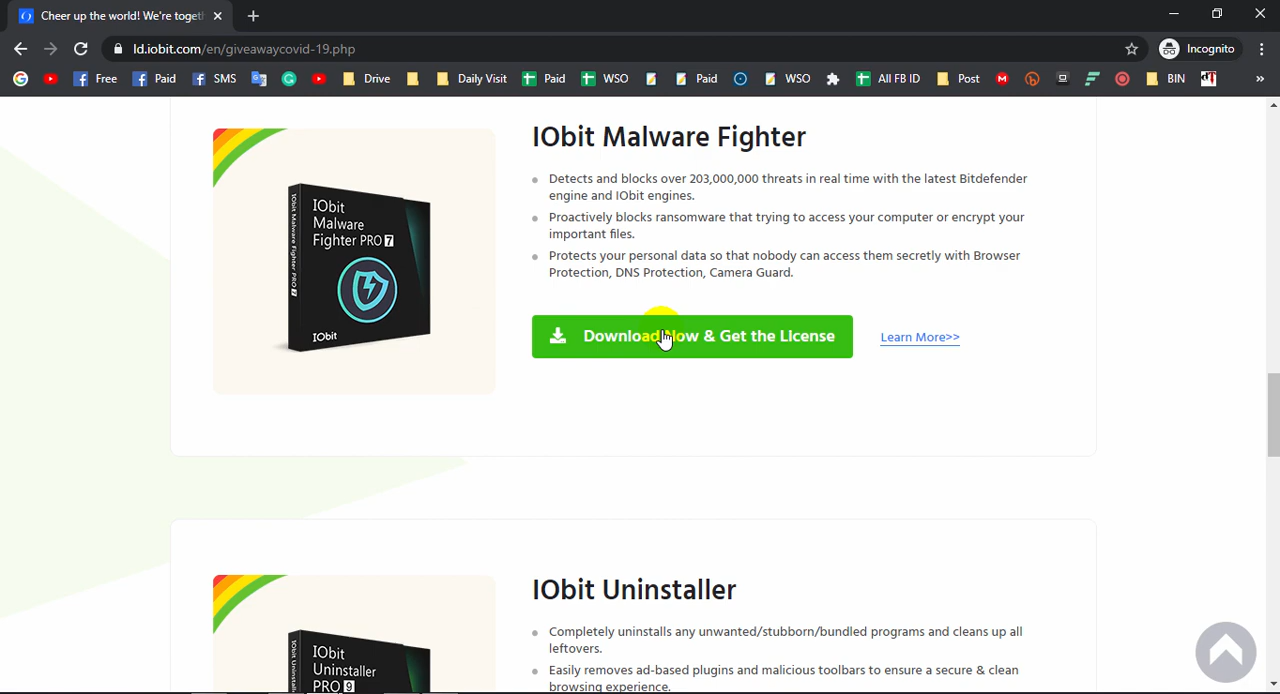 Cheer up the world! We're toget
Incognito
ld.iobit.com/en/giveawaycovid-19.php
Free Paid SMS Drive Daily Visit Paid WSO Paid WSO All FB ID Post BIN »
IObit Malware Fighter
Detects and blocks over 203,000,000 threats in real time with the latest Bitdefender
engine and IObit engines.
Proactively blocks ransomware that trying to access your computer or encrypt your
important files.
Protects your personal data so that nobody can access them secretly with Browser
Protection, DNS Protection, Camera Guard.
Download Now & Get the License
Learn More>>
IObit
Malware
Fighter PRO 7
IObit Malware Fighter PRO 7
IObit
IObit Uninstaller
Completely uninstalls any unwanted/stubborn/bundled programs and cleans up all
leftovers.
Easily removes ad-based plugins and malicious toolbars to ensure a secure & clean
browsing experience.
IObit
Uninstaller
PRO 9